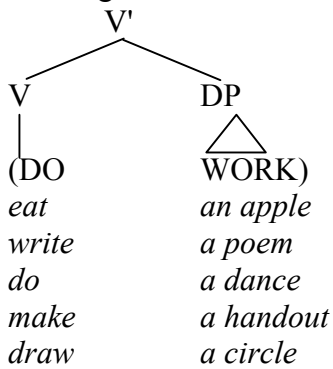 V'
V DP
(DO WORK)
eat an apple
write a poem
do a dance
make a handout
draw a circle